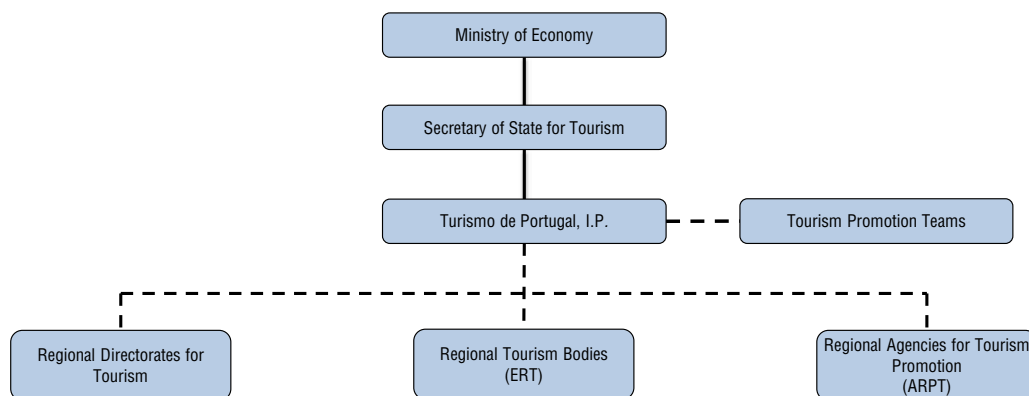 Ministry of Economy
Secretary of State for Tourism
Turismo de Portugal, I.P.
Tourism Promotion Teams
Regional Directorates for
Tourism
Regional Tourism Bodies
(ERT)
Regional Agencies for Tourism
Promotion
(ARPT)